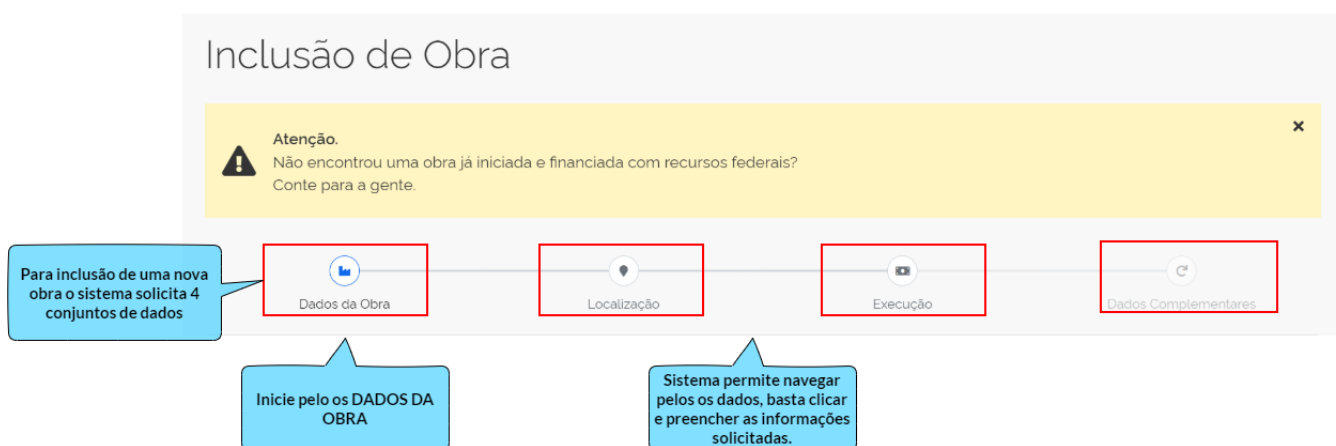 Inclusão de Obra
Atenção.
Não encontrou uma obra já iniciada e financiada com recursos federais?
Conte para a gente.
Para inclusão de uma nova
obra o sistema solicita 4
conjuntos de dados
Dados da Obra
Localização
Execução
Dados Complementares
Inicie pelo os DADOS DA
OBRA
Sistema permite navegar
pelos os dados, basta clicar
e preencher as informações
solicitadas.